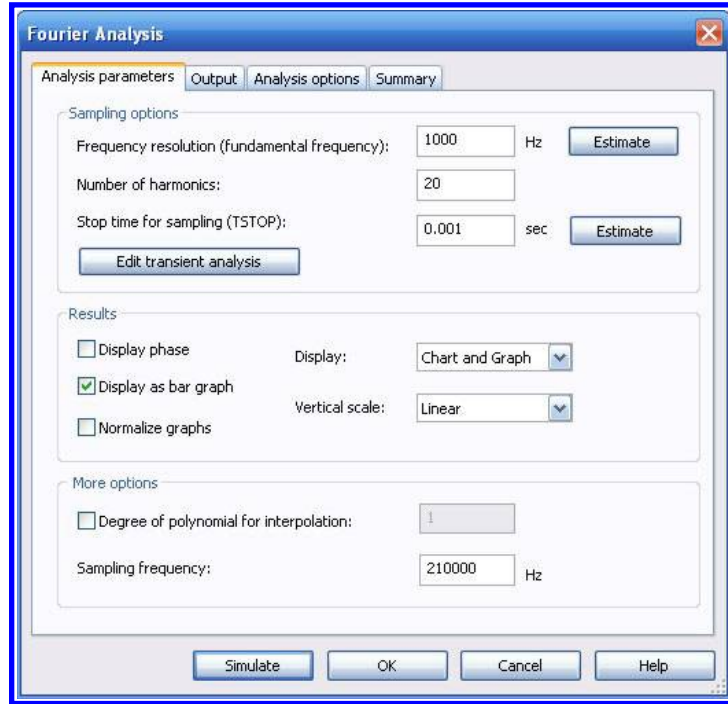 Fourier Analysis
Analysis parameters Output Analysis options Summary
Sampling options
Frequency resolution (fundamental frequency): 1000 Hz Estimate
Number of harmonics: 20
Stop time for sampling (TSTOP): 0.001 sec Estimate
Edit transient analysis
Results
Display phase Display: Chart and Graph
Display as bar graph
Vertical scale: Linear
Normalize graphs
More options
Degree of polynomial for interpolation: 1
Sampling frequency: 210000 Hz
Simulate OK Cancel Help